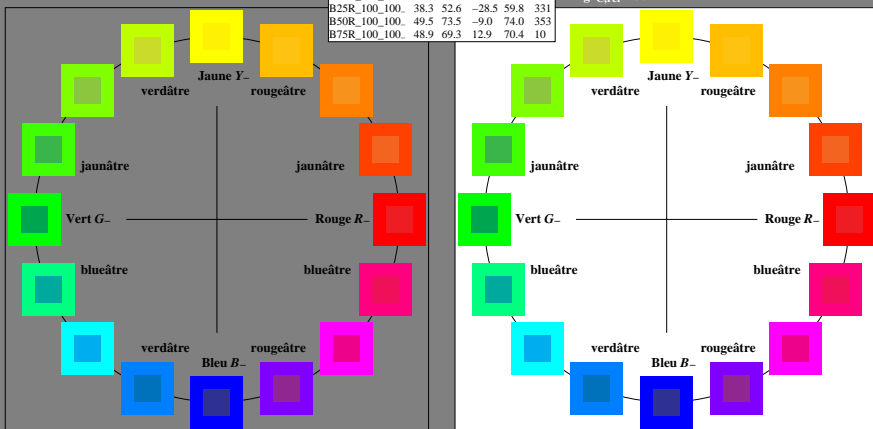 B25R_100_100_ 38.3 52.6 −28.5 59.8 331
B50R_100_100_ 49.5 73.5 −9.0 74.0 353
B75R_100_100_ 48.9 69.3 12.9 70.4 10
Jaune Y_
verdâtre rougeâtre
jaunâtre jaunâtre
Vert G_ Rouge R_
blueâtre blueâtre
verdâtre rougeâtre
Bleu B_
Jaune Y_
verdâtre rougeâtre
jaunâtre jaunâtre
Vert G_ Rouge R_
blueâtre blueâtre
verdâtre rougeâtre
Bleu B_